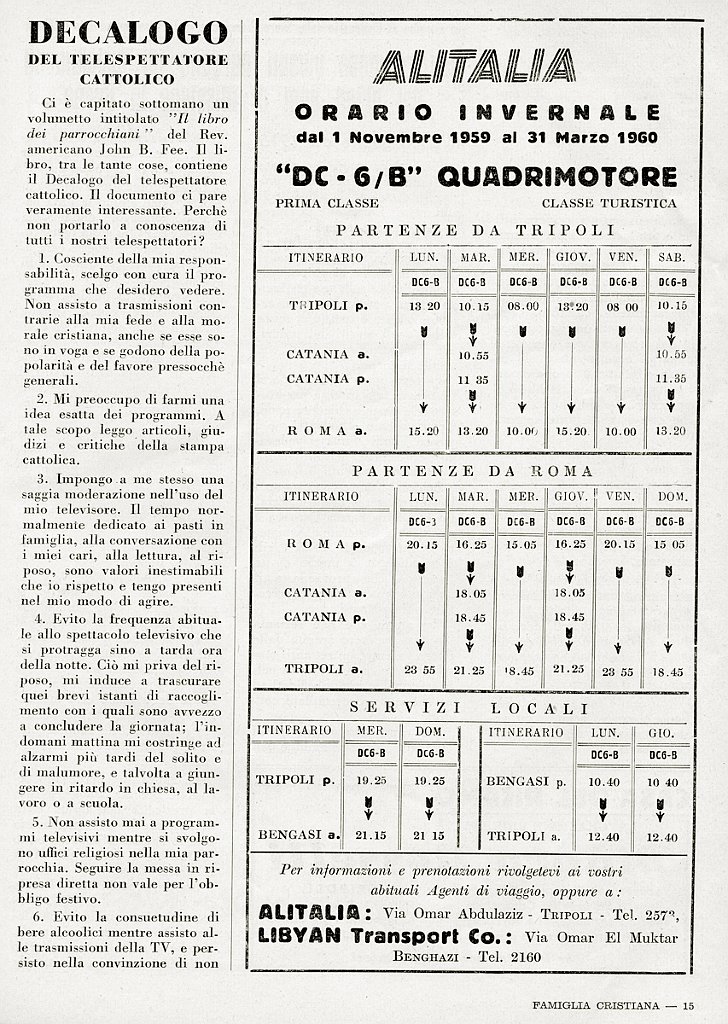 DECALOGO
DEL TELESPETTATORE
CATTOLICO
Ci è capitato sottomano un
volumetto intitolato "Il libro
dei parrocchiani" del Rev.
americano John B. Fee. Il li-
bro, tra le tante cose, contiene
il Decalogo del telespettatore
cattolico. Il documento ci pare
veramente interessante. Perchè
non portarlo a conoscenza di
tutti i nostri telespettatori?
1. Cosciente della mia respon-
sabilità, scelgo con cura il pro-
gramma che desidero vedere.
Non assisto a trasmissioni con-
trarie alla mia fede e alla mo-
rale cristiana, anche se esse so-
no in voga e se godono della po-
polarità e del favore pressocchè
generali.
2. Mi preoccupo di farmi una
idea esatta dei programmi. A
tale scopo leggo articoli, giu-
dizi e critiche della stampa
cattolica.
3. Impongo a me stesso una
saggia moderazione nell'uso del
mio televisore. Il tempo nor-
malmente dedicato ai pasti in
famiglia, alla conversazione con
i miei cari, alla lettura, al ri-
poso, sono valori inestimabili
che io rispetto e tengo presenti
nel mio modo di agire.
4. Evito la frequenza abitua-
le allo spettacolo televisivo che
si protragga sino a tarda ora
della notte. Ciò mi priva del ri-
poso, mi induce a trascurare
quei brevi istanti di raccogli-
mento con i quali sono avvezzo
a concludere la giornata; l'in-
domani mattina mi costringe ad
alzarmi più tardi del solito e
di malumore, e talvolta a giun-
gere in ritardo in chiesa, al la-
voro o a scuola.
5. Non assisto mai a program-
mi televisivi mentre si svolgo-
no uffici religiosi nella mia par-
rocchia. Seguire la messa in ri-
presa diretta non vale per l'ob-
bligo festivo.
6. Evito la consuetudine di
bere alcoolici mentre assisto al-
le trasmissioni della TV, e per-
sisto nella convinzione di non
ALITALIA
ORARIO INVERNALE
dal 1 Novembre 1959 al 31 Marzo 1960
"DC-6/B" QUADRIMOTORE
PRIMA CLASSE CLASSE TURISTICA
PARTENZE DA TRIPOLI
ITINERARIO LUN. MAR. MER. GIOV. VEN. SAB.
DC6-B DC6-B DC6-B DC6-B DC6-B DC6-B
TRIPOLI p. 13 20 10.15 08.00 13.20 08 00 10.15
CATANIA a. 10.55 10.55
CATANIA p. 11 35 11.35
ROMA a. 15.20 13.20 10.00 15.20 10.00 13.20
PARTENZE DA ROMA
ITINERARIO LUN. MAR. MER. GIOV. VEN. DOM.
DC6-3 DC6-B DC6-B DC6-B DC6-B DC6-B
ROMA p. 20.15 16.25 15.05 16.25 20.15 15 05
CATANIA a. 18.05 18.05
CATANIA p. 18.45 18.45
TRIPOLI a. 23 55 21.25 18.45 21.25 23 55 18.45
SERVIZI LOCALI
ITINERARIO MER. DOM.
DC6-B DC6-B
TRIPOLI p. 19.25 19.25
BENGASI a. 21.15 21 15
ITINERARIO LUN. GIO.
DC6-B DC6-B
BENGASI p. 10.40 10 40
TRIPOLI a. 12.40 12.40
Per informazioni e prenotazioni rivolgetevi ai vostri
abituali Agenti di viaggio, oppure a :
ALITALIA: Via Omar Abdulaziz - TRIPOLI - Tel.
LIBYAN Transport Co.: Via Omar El Muktar
BENGHAZI - Tel. 2160
FAMIGLIA CRISTIANA — 15